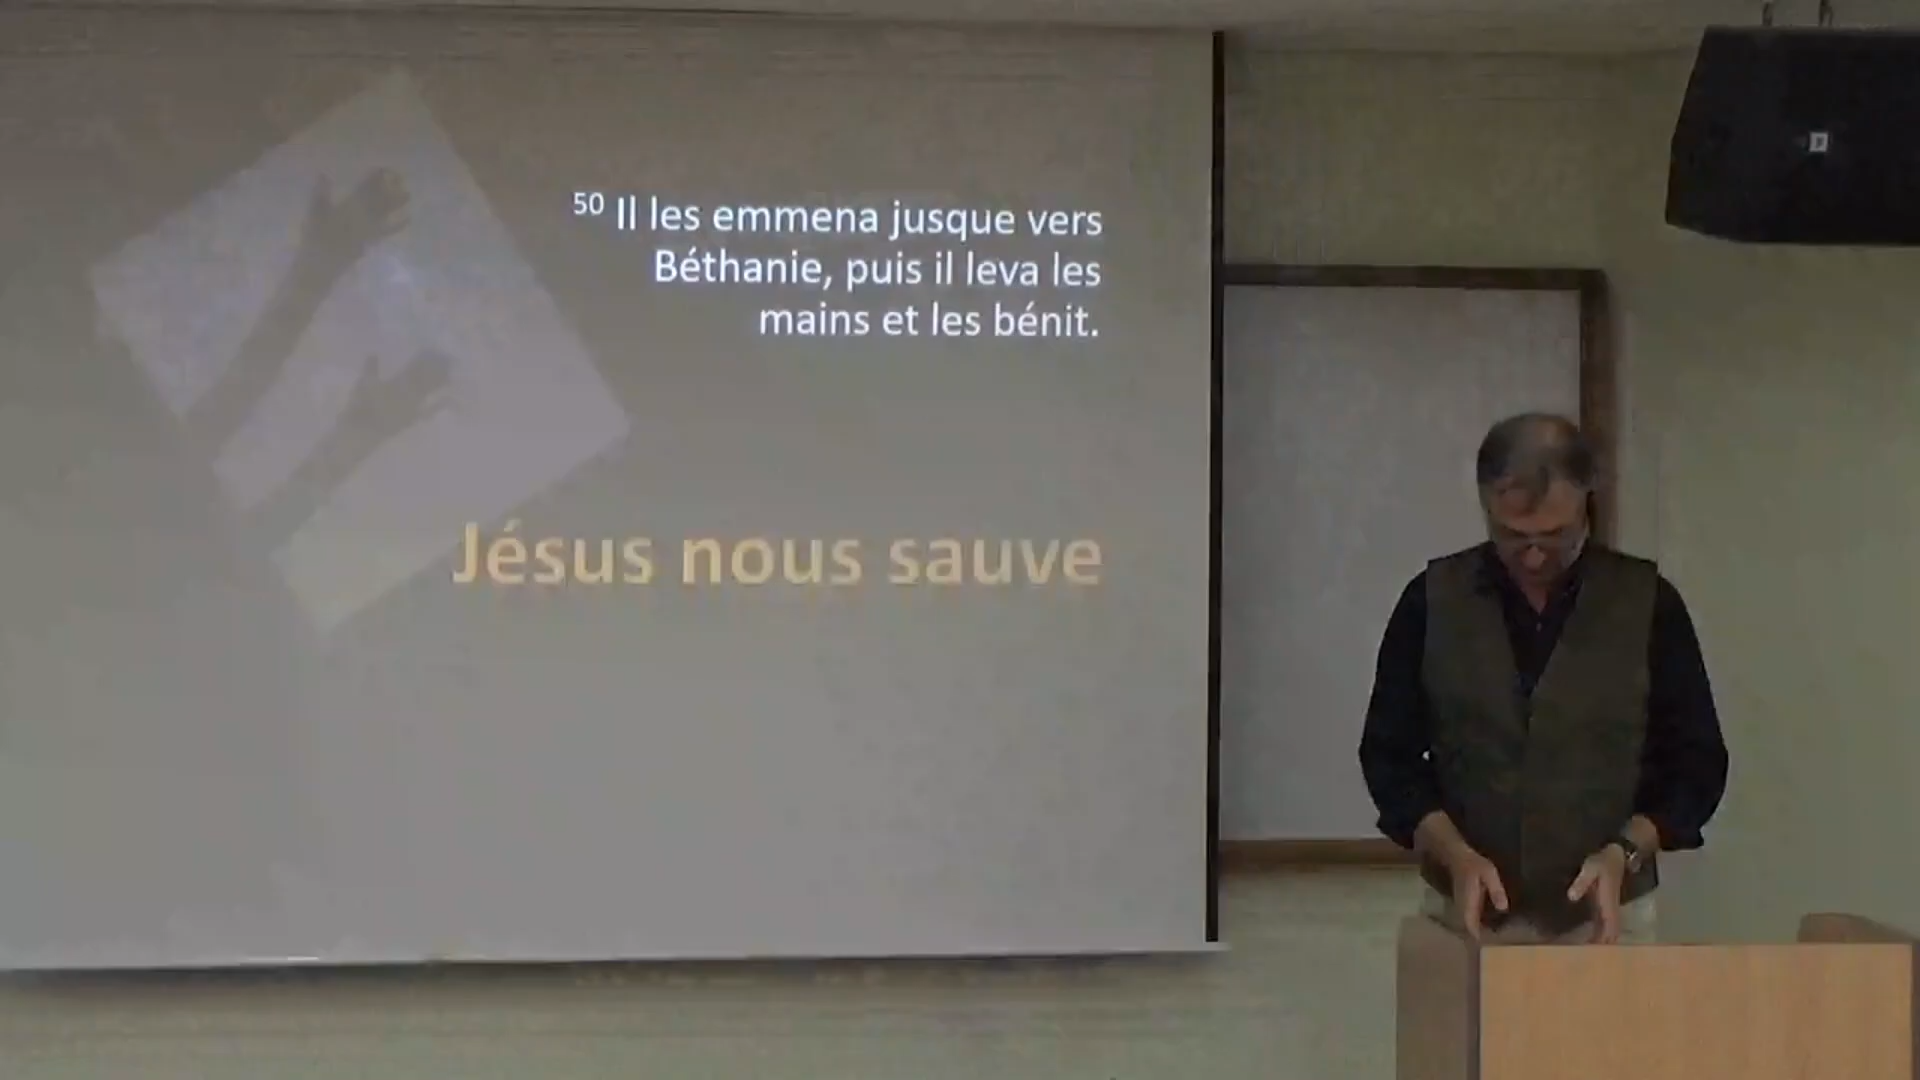 50 Il les emmena jusque vers
Béthanie, puis il leva les
mains et les bénit.
Jésus nous sauve